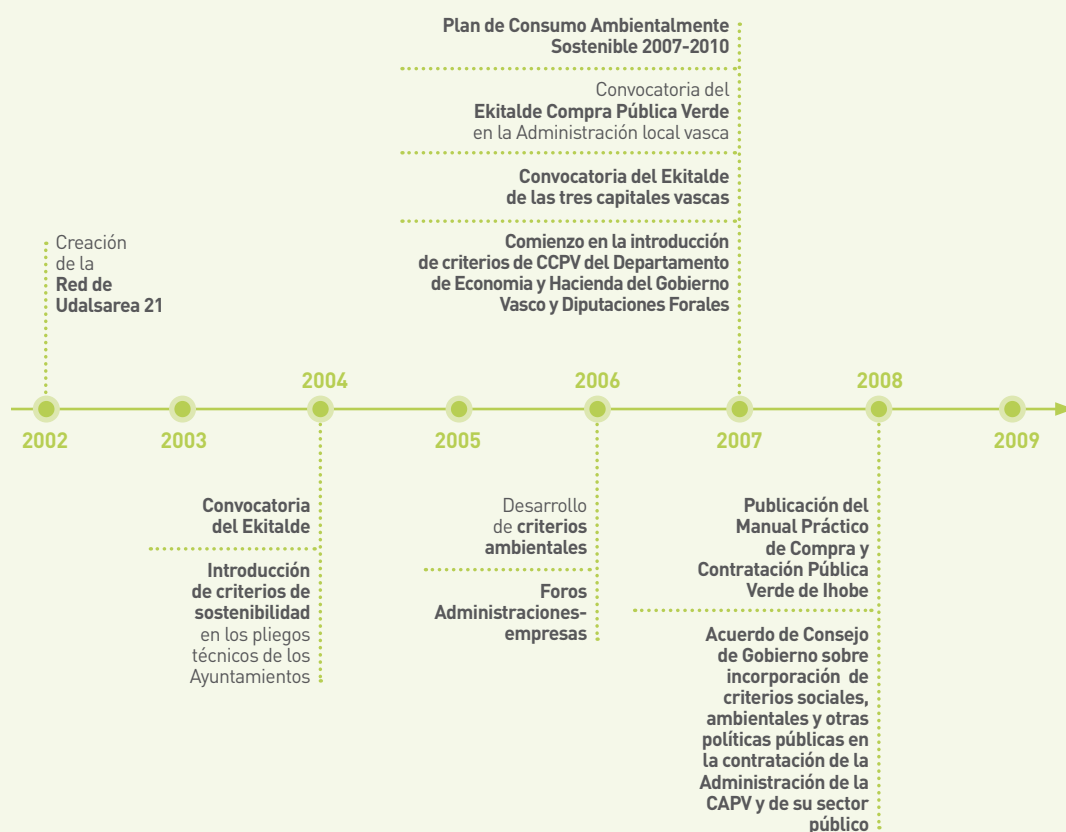 Plan de Consumo Ambientalmente
Sostenible 2007-2010
Convocatoria del
Ekitalde Compra Pública Verde
en la Administración local vasca
Convocatoria del Ekitalde
de las tres capitales vascas
Comienzo en la introducción
de criterios de CCPV del Departamento
de Economia y Hacienda del Gobierno
Vasco y Diputaciones Forales
Creación
de la
Red de
Udalsarea 21
2004
2006
2008
2002
2003
2005
2007
2009
Convocatoria
del Ekitalde
Introducción
de criterios de
sostenibilidad
en los pliegos
técnicos de los
Ayuntamientos
Desarrollo
de criterios
ambientales
Foros
Administraciones-
empresas
Publicación del
Manual Práctico
de Compra y
Contratación Pública
Verde de Ihobe
Acuerdo de Consejo
de Gobierno sobre
incorporación de
criterios sociales,
ambientales y otras
políticas públicas en
la contratación de la
Administración de la
CAPV y de su sector
público